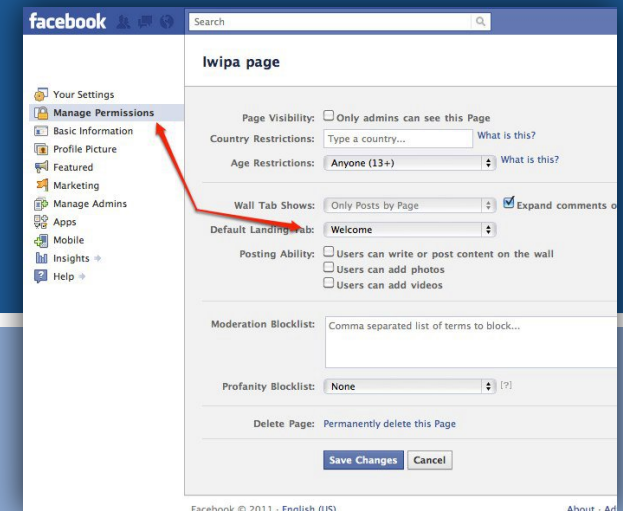 facebook
Search
lwipa page
Your Settings
Manage Permissions
Basic Information
Profile Picture
Featured
Marketing
Manage Admins
Apps
Mobile
Insights
Help
Page Visibility: Only admins can see this Page
Country Restrictions: Type a country... What is this?
Age Restrictions: Anyone (13+) What is this?
Wall Tab Shows: Only Posts by Page Expand comments o
Default Landing Tab: Welcome
Posting Ability: Users can write or post content on the wall
Users can add photos
Users can add videos
Moderation Blocklist: Comma separated list of terms to block...
Profanity Blocklist: None [?]
Delete Page: Permanently delete this Page
Save Changes Cancel
Facebook © 2011 · English (US) About · Ad